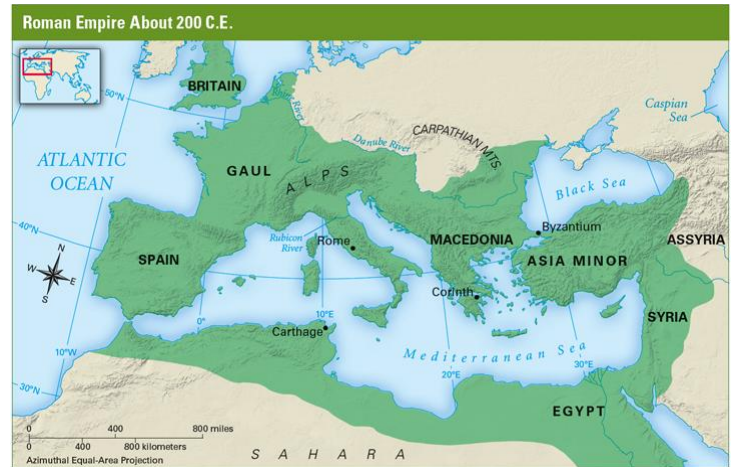 Roman Empire About 200 C.E.
50°N
BRITAIN
River
Caspian
Sea
CARPATHIAN MTS.
Danube River
ATLANTIC
OCEAN
GAUL
ALPS
Black Sea
40°N
Rubicon
River
Rome
Byzantium
MACEDONIA
ASSYRIA
N
W
E
S
SPAIN
ASIA MINOR
Corinth
0°
10°E
Carthage
SYRIA
10°W
Mediterranean Sea
20°E
30°E
30°N
EGYPT
0 400 800 miles
0 400 800 kilometers
Azimuthal Equal-Area Projection
SAHARA